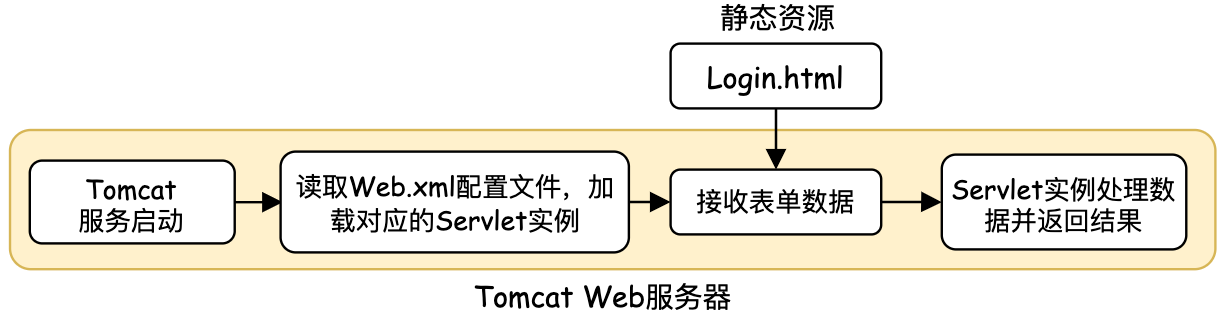 静态资源
Login.html
Tomcat
服务启动
读取Web.xml配置文件，加
载对应的Servlet实例
接收表单数据
Servlet实例处理数
据并返回结果
Tomcat Web服务器